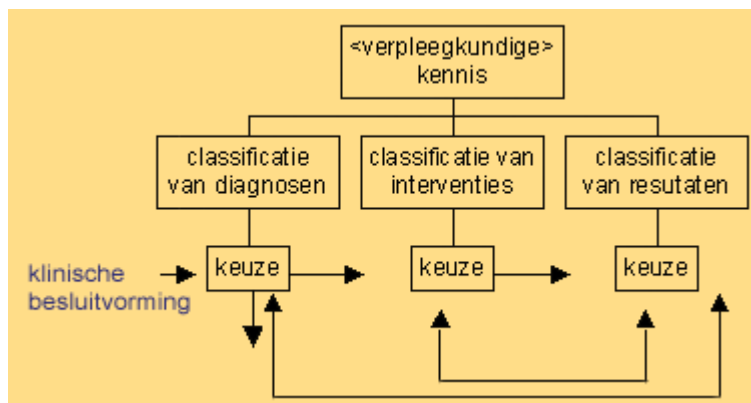 <verpleegkundige>
kennis
classificatie
van diagnosen
classificatie van
interventies
classificatie
van resutaten
klinische
besluitvorming
keuze
keuze
keuze